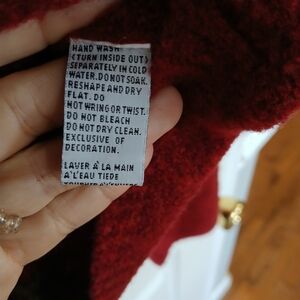 HAND WASH
(TURN INSIDE OUT)
SEPARATELY IN COLD
WATER.DO NOT SOAK.
RESHAPE AND DRY
FLAT. DO
NOT WRING OR TWIST.
DO NOT BLEACH
DO NOT DRY CLEAN.
EXCLUSIVE OF
DECORATION.
LAVER À LA MAIN
A L'EAU TIEDE